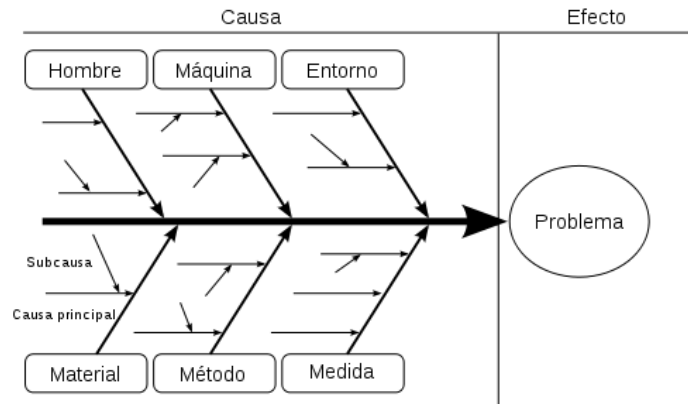 Causa
Efecto
Hombre
Máquina
Entorno
Problema
Subcausa
Causa principal
Material
Método
Medida